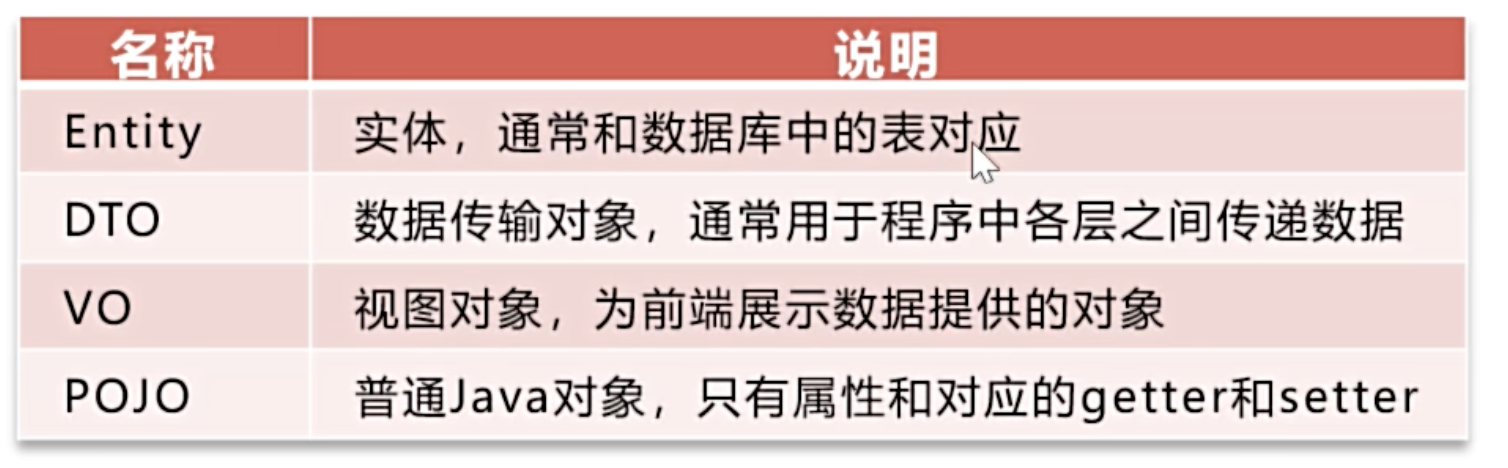 名称 说明
Entity 实体，通常和数据库中的表对应
DTO 数据传输对象，通常用于程序中各层之间传递数据
VO 视图对象，为前端展示数据提供的对象
POJO 普通Java对象，只有属性和对应的getter和setter